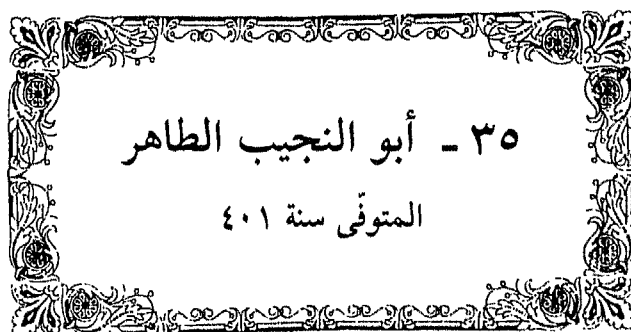 ٣٥ - أبو النجيب الطاهر
المتوفّى سنة ٤٠١